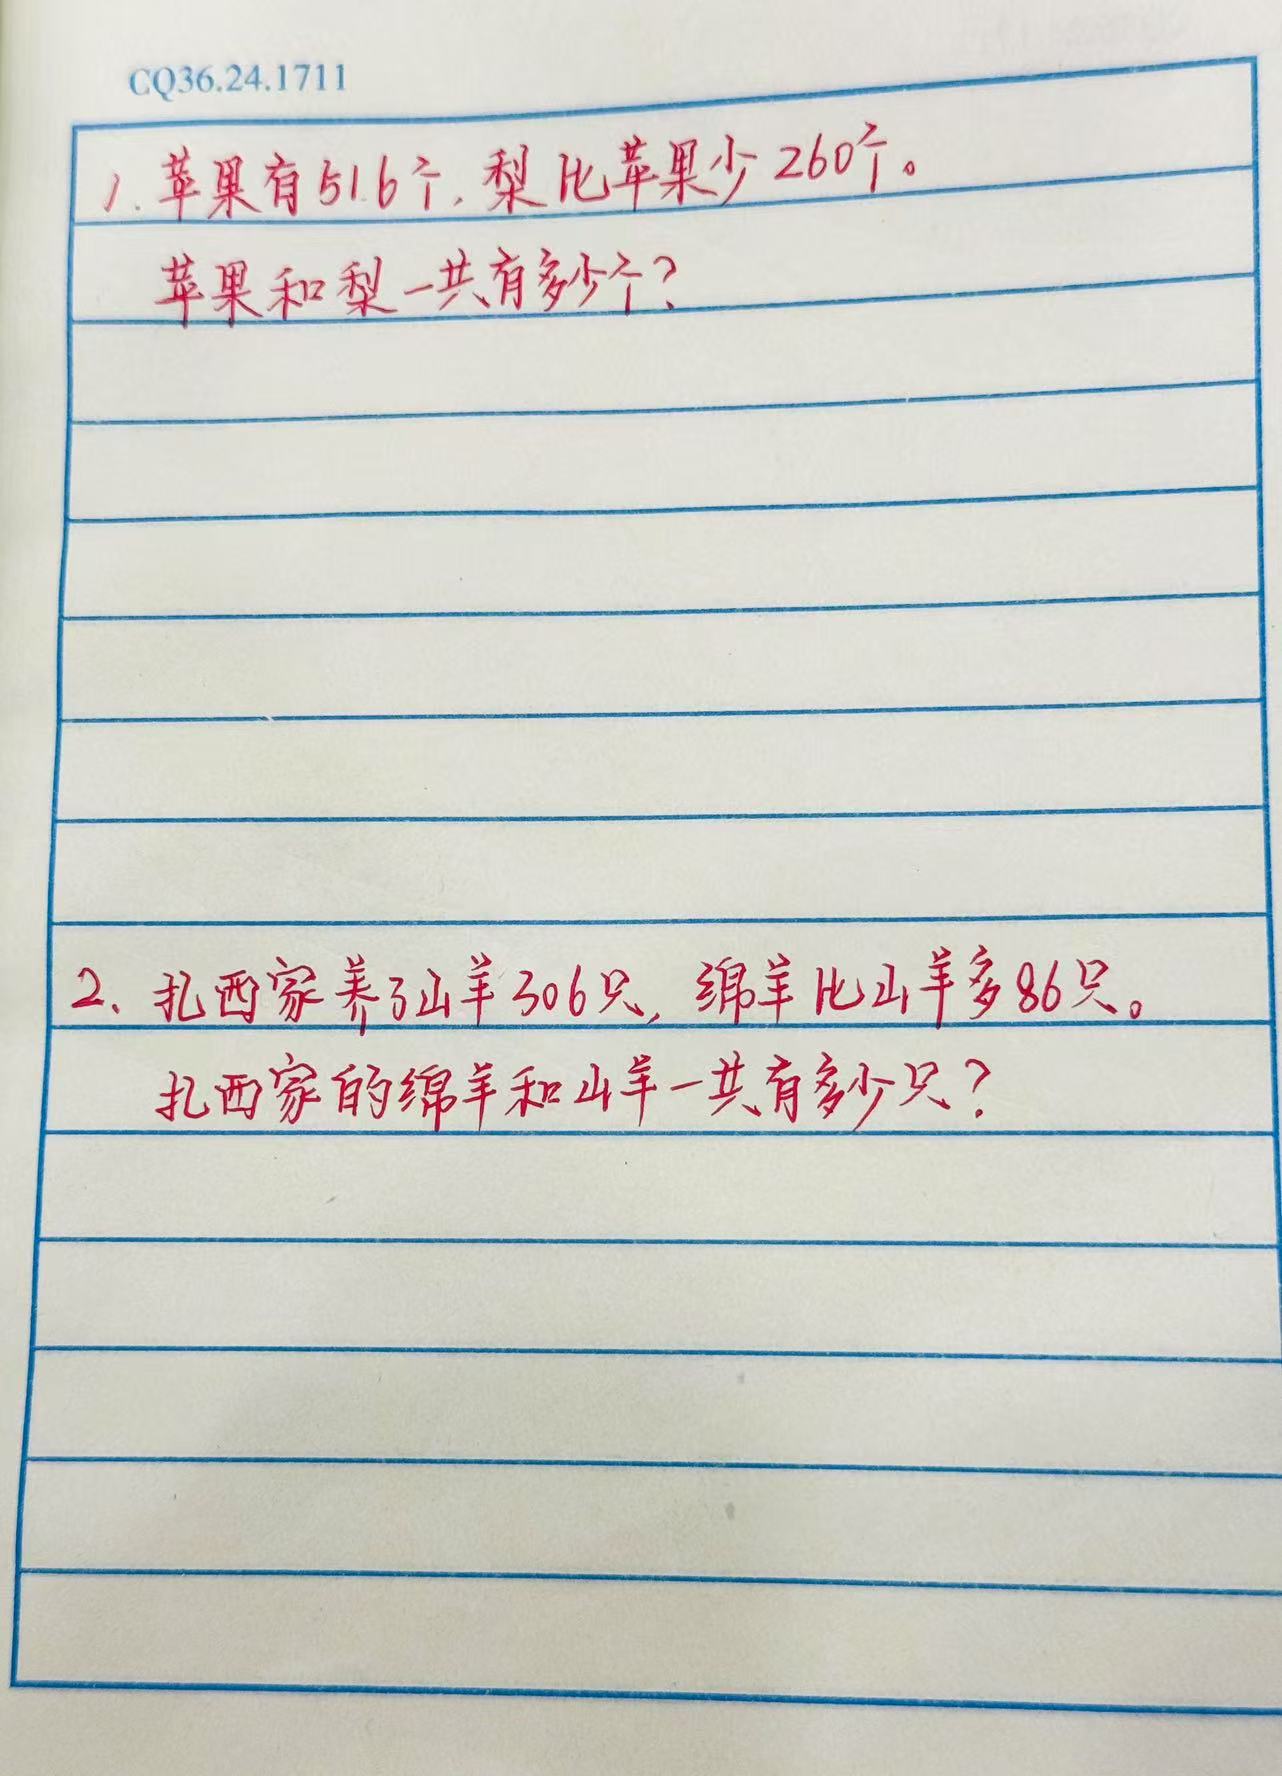 CQ36.24.1711
1.苹果有516个,梨比苹果少260个。
苹果和梨一共有多少个?
2、扎西家养了山羊306只,绵羊比山羊多86只。
扎西家的绵羊和山羊一共有多少只?